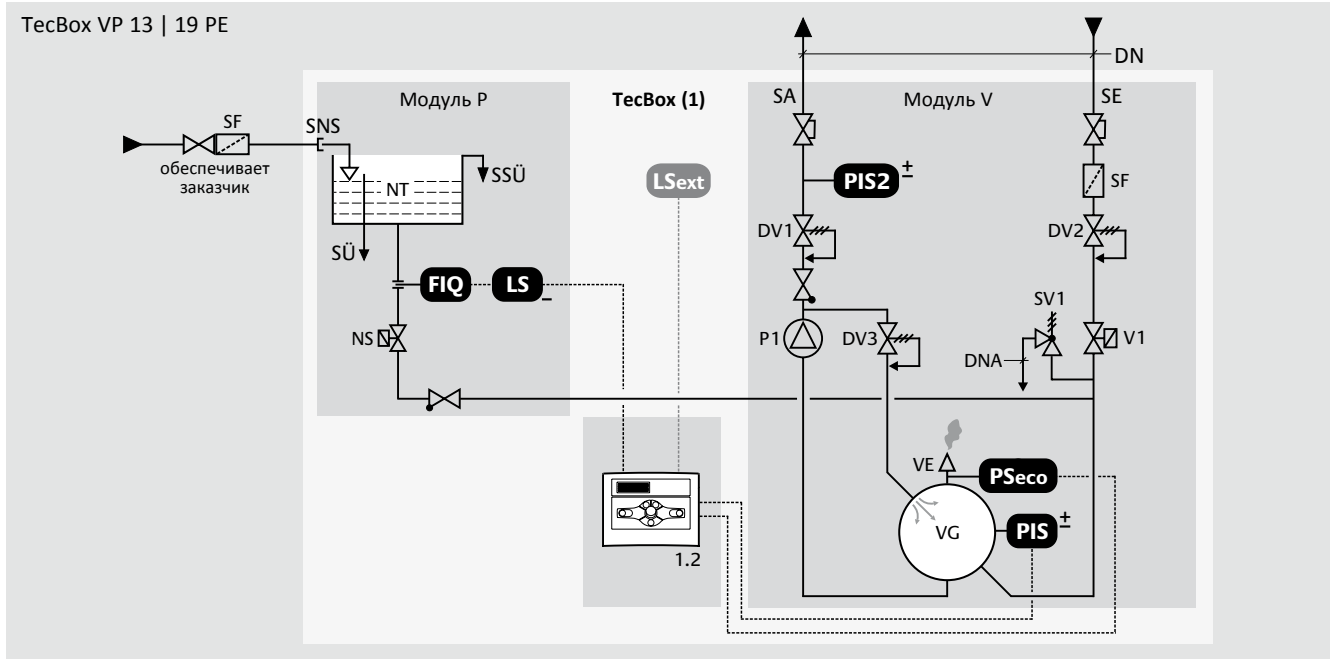 TecBox VP 13 | 19 PE
DN
Модуль P
TecBox (1)
SA
Модуль V
SE
SF
SNS
обеспечивает
заказчик
NT
SSÜ
LSext
PIS2 ±
SF
SÜ
DV1
DV2
FIQ
LS –
SV1
NS
P1
DV3
DNA
V1
VE
PSeco
VG
PIS ±
1.2